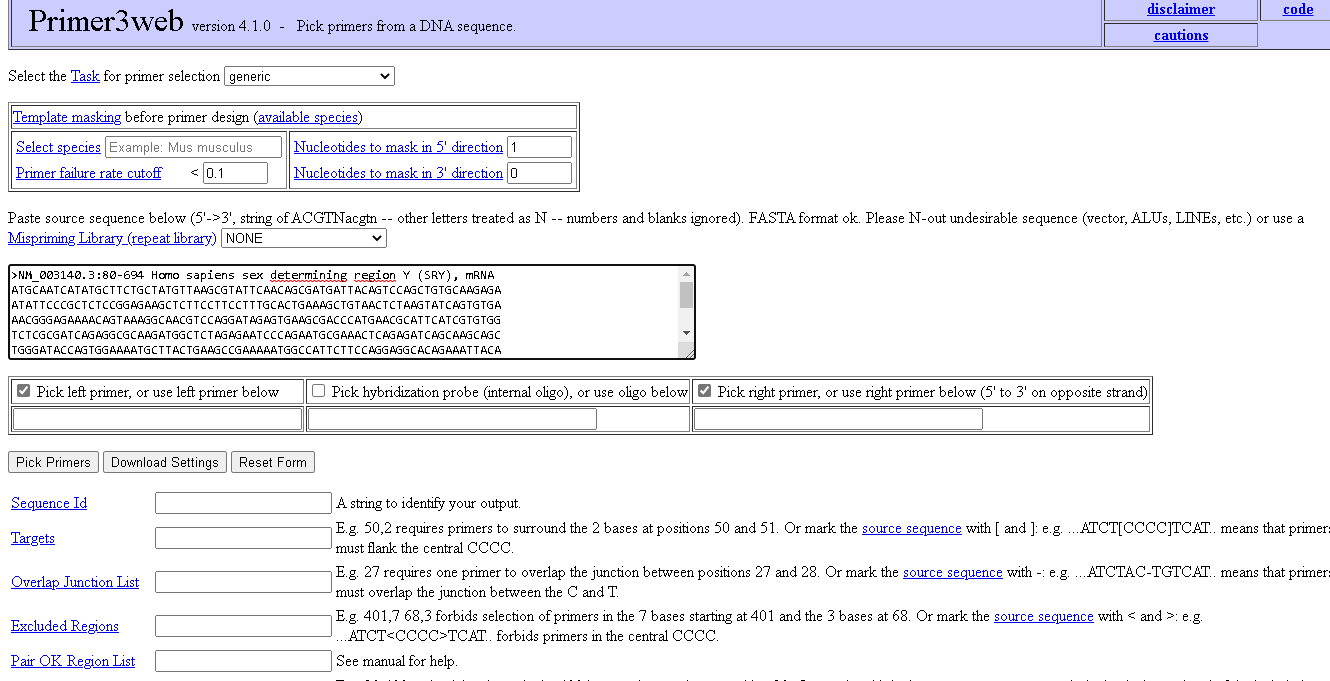 Primer3web version 4.1.0 - Pick primers from a DNA sequence.
disclaimer
code
cautions
Select the Task for primer selection generic
Template masking before primer design (available species)
Select species Example: Mus musculus Nucleotides to mask in 5' direction 1
Primer failure rate cutoff < 0.1 Nucleotides to mask in 3' direction 0
Paste source sequence below (5'->3', string of ACGTNacgtn -- other letters treated as N -- numbers and blanks ignored). FASTA format ok. Please N-out undesirable sequence (vector, ALUs, LINEs, etc.) or use a
Mispriming Library (repeat library) NONE
>NM_003140.3:80-694 Homo sapiens sex determining region Y (SRY), mRNA
ATGCAATCATATGCTTCTGCTATGTTAAGCGTATTCAACAGCGATGATTACAGTCCAGCTGTGCAAGAGA
ATATTCCCGCTCTCCGGAGAAGCTCTTCCTTCCTTTGCACTGAAAGCTGTAACTCTAAGTATCAGTGTGA
AACGGGAGAAAACAGTAAAGGCAACGTCCAGGATAGAGTGAAGCGACCCATGAACGCATTCATCGTGTGG
TCTCGCGATCAGAGGCGCAAGATGGCTCTAGAGAATCCCAGAATGCGAAACTCAGAGATCAGCAAGCAGC
TGGGATACCAGTGGAAAATGCTTACTGAAGCCGAAAAATGGCCATTCTTCCAGGAGGCACAGAAATTACA
Pick left primer, or use left primer below Pick hybridization probe (internal oligo), or use oligo below Pick right primer, or use right primer below (5' to 3' on opposite strand)
Pick Primers Download Settings Reset Form
Sequence Id A string to identify your output.
Targets E.g. 50,2 requires primers to surround the 2 bases at positions 50 and 51. Or mark the source sequence with [ and ]: e.g. ...ATCT[CCCC]TCAT.. means that primers
must flank the central CCCC.
Overlap Junction List E.g. 27 requires one primer to overlap the junction between positions 27 and 28. Or mark the source sequence with -: e.g. ...ATCTAC-TGTCAT.. means that primers
must overlap the junction between the C and T.
Excluded Regions E.g. 401,7 68,3 forbids selection of primers in the 7 bases starting at 401 and the 3 bases at 68. Or mark the source sequence with < and >: e.g.
...ATCT<CCCC>TCAT.. forbids primers in the central CCCC.
Pair OK Region List See manual for help.